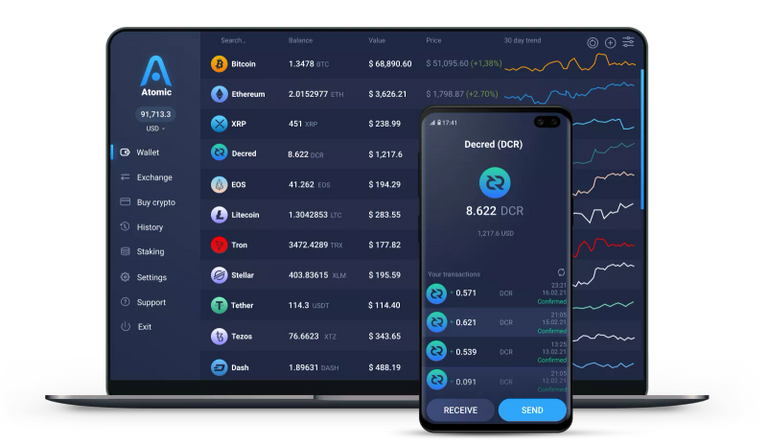 Search..
Balance
Value
Price
30 day trend
Atomic
91,713.3
USD
Wallet
Exchange
Buy crypto
History
Staking
Settings
Support
Exit
Bitcoin 1.3478 BTC $ 68,890.60 $ 51,095.60 (+1,38%)
Ethereum 2.0152977 ETH $ 3,626.21 $ 1,798.87 (+2.70%)
XRP 451 XRP $ 238.99
Decred 8.622 DCR $ 1,217.6
EOS 41.262 EOS $ 194.29
Litecoin 1.3042853 LTC $ 283.55
Tron 3472.4289 TRX $ 177.82
Stellar 403.83615 XLM $ 195.59
Tether 114.3 USDT $ 114.40
Tezos 76.6623 XTZ $ 343.65
Dash 1.89631 DASH $ 488.19
17:41
Decred (DCR)
8.622 DCR
1,217.6 USD
Your transactions
23:21
+ 0.571 DCR 16.02.21
Confirmed
21:05
+ 0.621 DCR 15.02.21
Confirmed
13:25
+ 0.539 DCR 13.02.21
Confirmed
21:05
+ 0.091 DCR 12.02.21
Confirmed
RECEIVE SEND